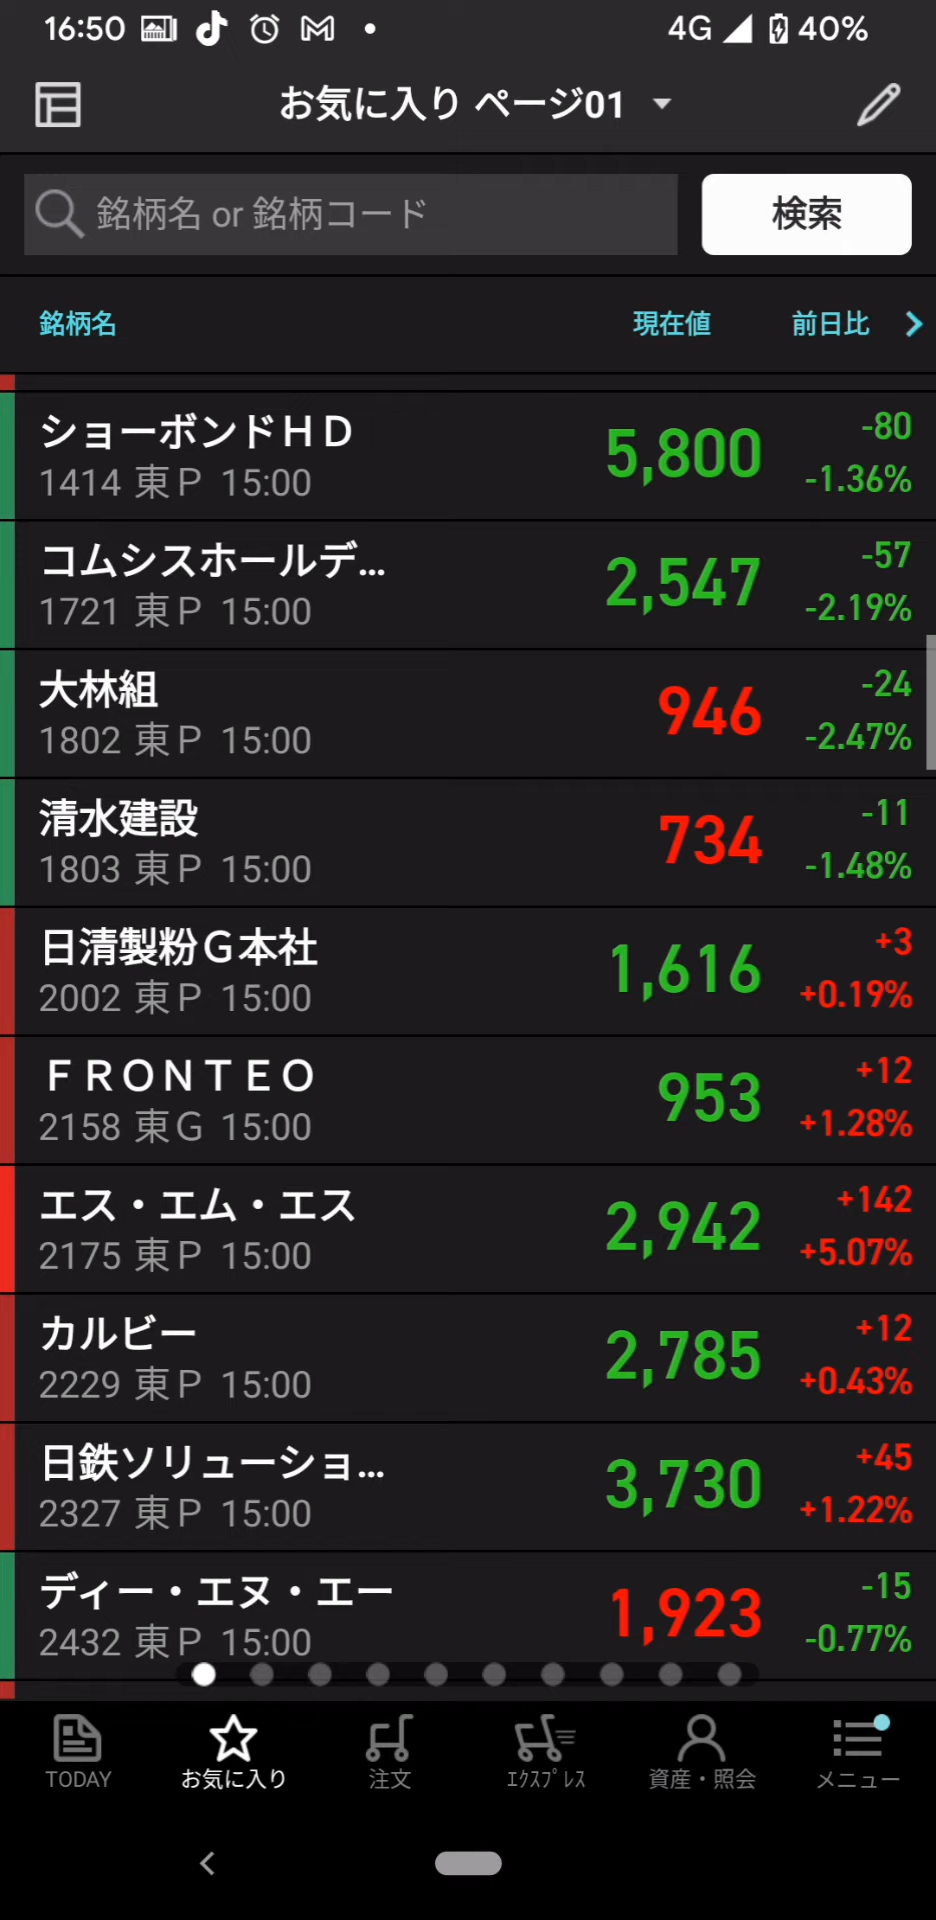 16:50 4G 40%
お気に入り ページ01
銘柄名 or 銘柄コード 検索
銘柄名 現在値 前日比
ショーボンドＨＤ 5,800 -80
1414 東Ｐ 15:00 -1.36%
コムシスホールデ... 2,547 -57
1721 東Ｐ 15:00 -2.19%
大林組 946 -24
1802 東Ｐ 15:00 -2.47%
清水建設 734 -11
1803 東Ｐ 15:00 -1.48%
日清製粉Ｇ本社 1,616 +3
2002 東Ｐ 15:00 +0.19%
ＦＲＯＮＴＥＯ 953 +12
2158 東Ｇ 15:00 +1.28%
エス・エム・エス 2,942 +142
2175 東Ｐ 15:00 +5.07%
カルビー 2,785 +12
2229 東Ｐ 15:00 +0.43%
日鉄ソリューショ... 3,730 +45
2327 東Ｐ 15:00 +1.22%
ディー・エヌ・エー 1,923 -15
2432 東Ｐ 15:00 -0.77%
TODAY お気に入り 注文 ｴｸｽﾌﾟﾚｽ 資産・照会 メニュー